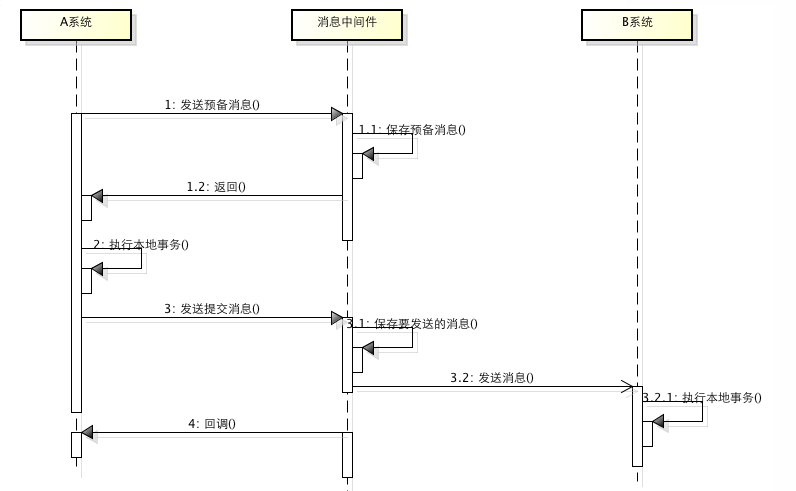 A系统
消息中间件
B系统
1: 发送预备消息()
1.1: 保存预备消息()
1.2: 返回()
2: 执行本地事务()
3: 发送提交消息()
3.1: 保存要发送的消息()
3.2: 发送消息()
3.2.1: 执行本地事务()
4: 回调()